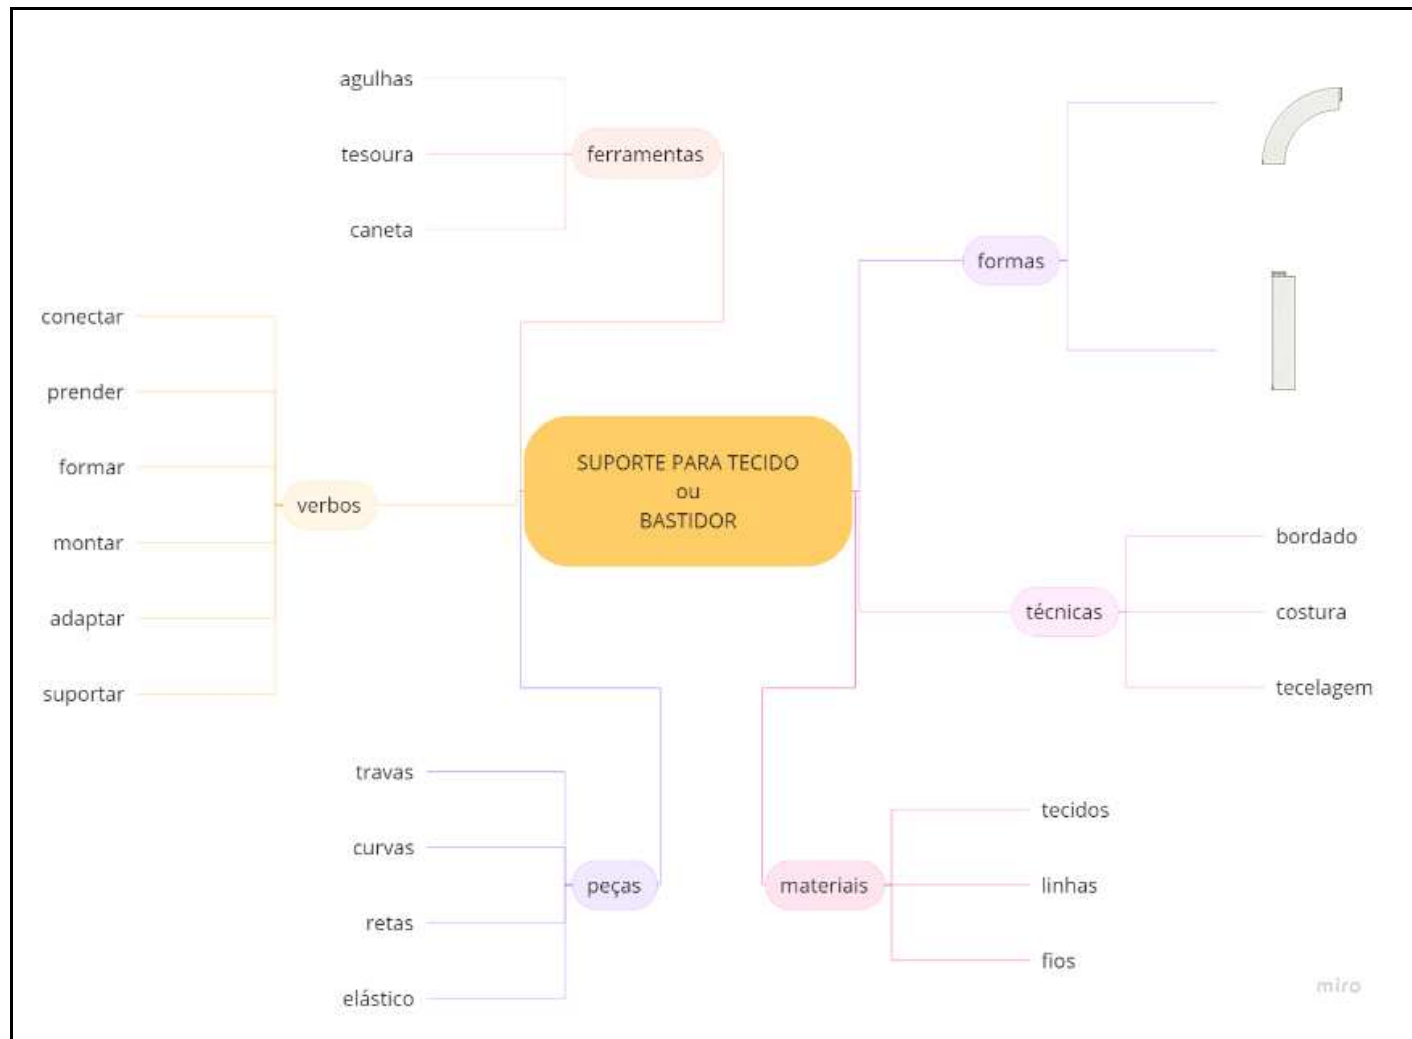 agulhas
tesoura
caneta
ferramentas
formas
conectar
prender
formar
montar
adaptar
suportar
verbos
SUPORTE PARA TECIDO
ou
BASTIDOR
técnicas
bordado
costura
tecelagem
travas
curvas
retas
elástico
peças
materiais
tecidos
linhas
fios
miro